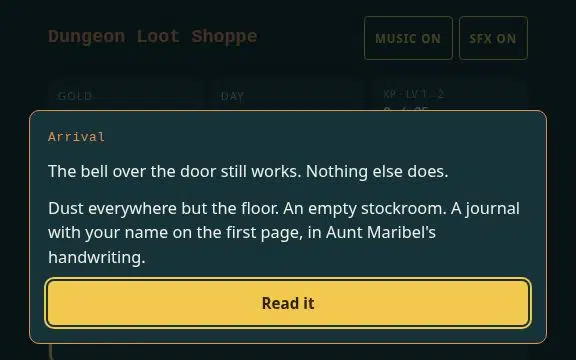 Dungeon Loot Shoppe
MUSIC ON
SFX ON
GOLD
DAY
XP · LV 1→2
Arrival
The bell over the door still works. Nothing else does.
Dust everywhere but the floor. An empty stockroom. A journal
with your name on the first page, in Aunt Maribel's
handwriting.
Read it